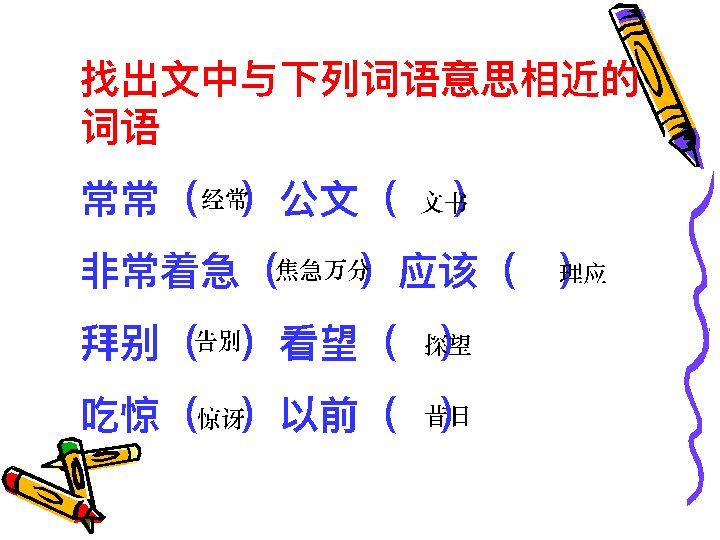 找出文中与下列词语意思相近的
词语
常常（经常）公文（文书）
非常着急（焦急万分）应该（理应）
拜别（告别）看望（探望）
吃惊（惊讶）以前（昔日）